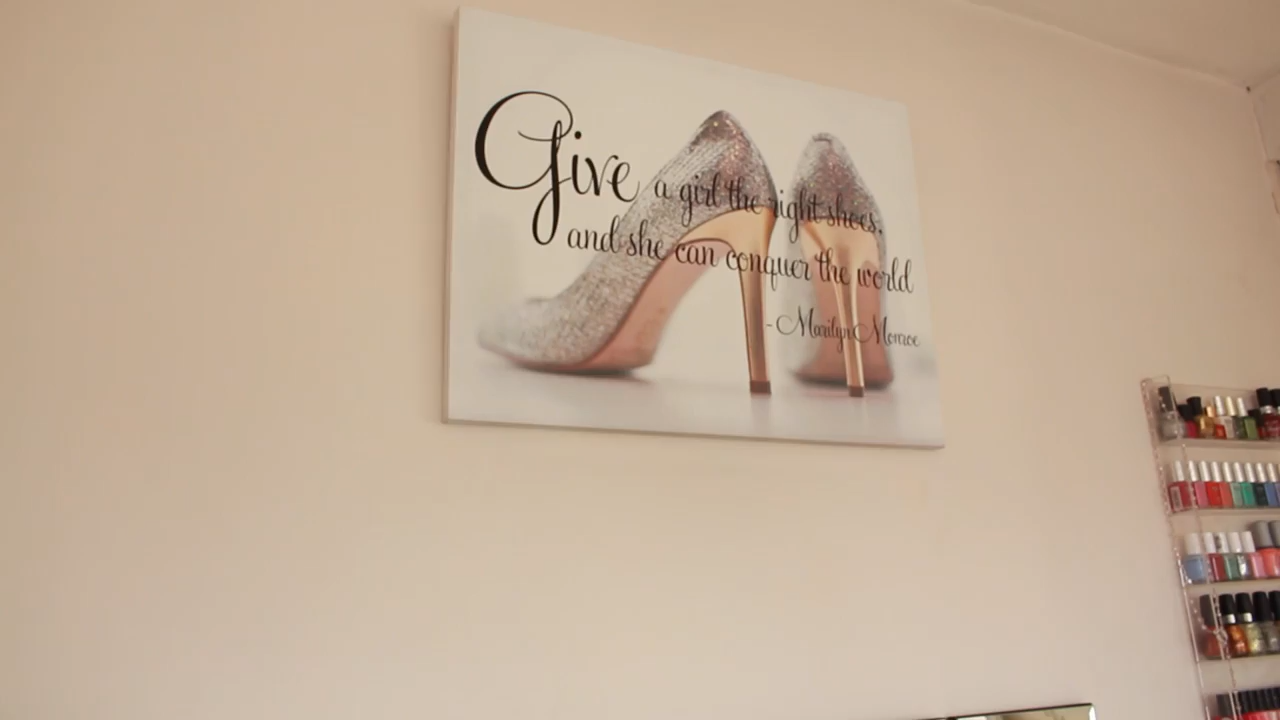 Give a girl the right shoes,
and she can conquer the world
- Marilyn Monroe